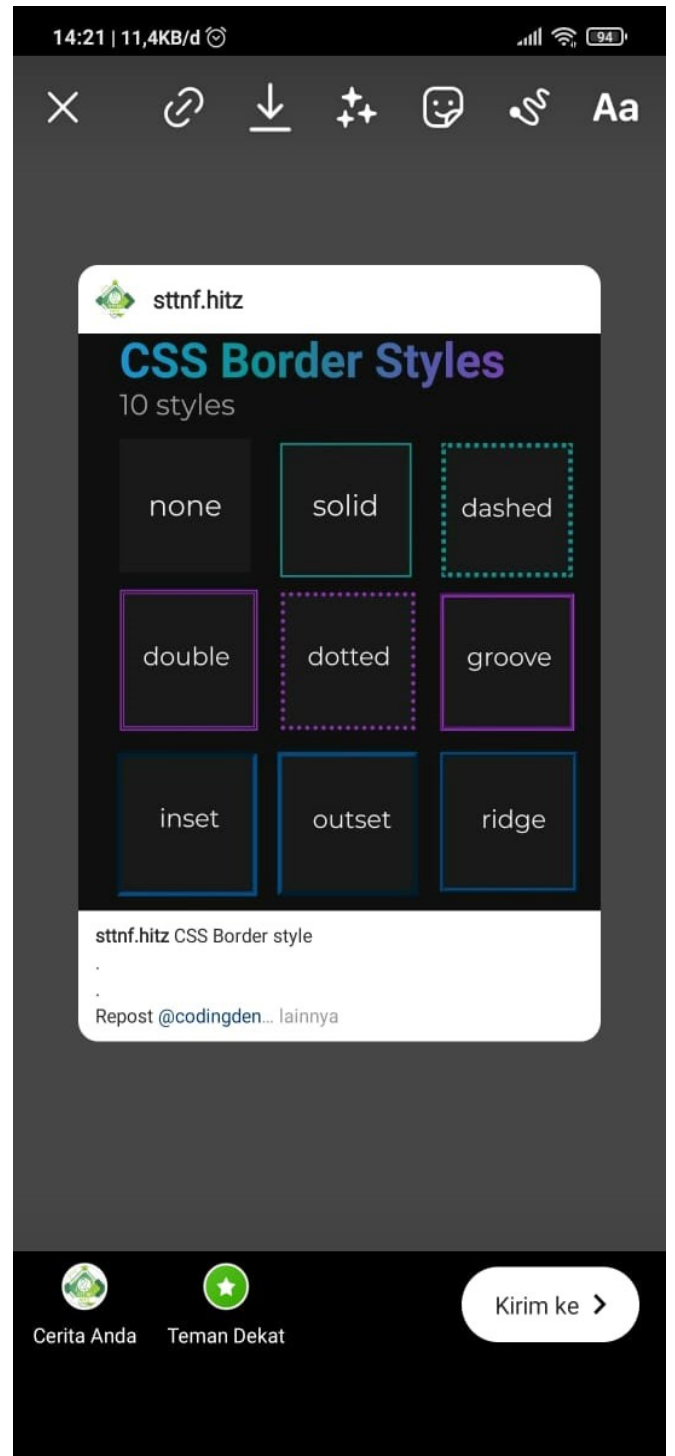 14:21 | 11,4KB/d
94
Aa
sttnf.hitz
CSS Border Styles
10 styles
none solid dashed
double dotted groove
inset outset ridge
sttnf.hitz CSS Border style
.
.
Repost @codingden... lainnya
Cerita Anda Teman Dekat Kirim ke